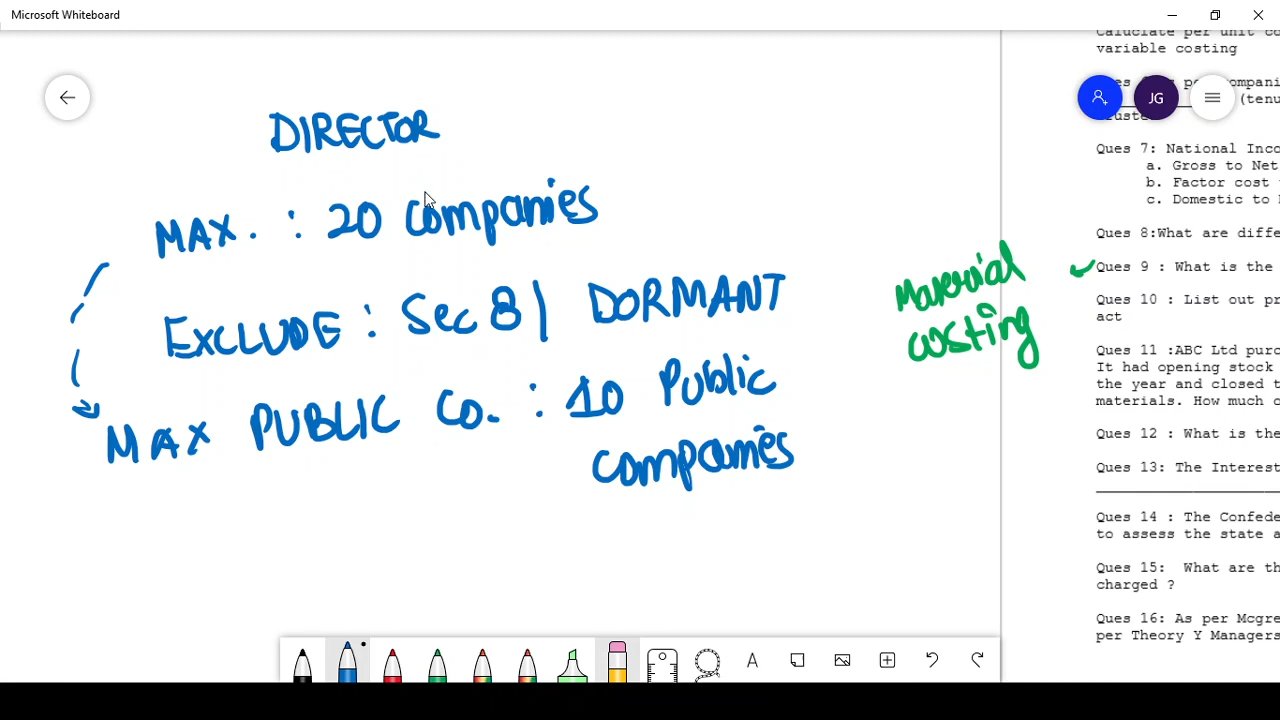 Microsoft Whiteboard
DIRECTOR
MAX. : 20 companies
EXCLUDE : Sec 8 | DORMANT
MAX PUBLIC Co. : 10 Public
companies
Material
costing
JG
A
Caluclate per unit co
variable costing
(tenu
Ques 7: National Inco
a. Gross to Net
b. Factor cost
c. Domestic to
Ques 8:What are diffe
Ques 9 : What is the
Ques 10 : List out pr
act
Ques 11 :ABC Ltd purc
It had opening stock
the year and closed t
materials. How much o
Ques 12 : What is the
Ques 13: The Interest
Ques 14 : The Confede
to assess the state a
Ques 15: What are th
charged ?
Ques 16: As per Mcgre
per Theory Y Managers